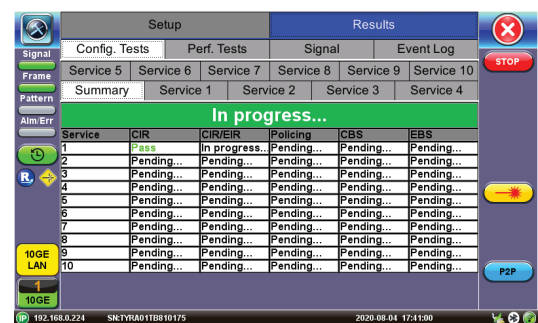 Setup Results
Signal Config. Tests Perf. Tests Signal Event Log STOP
Frame Service 5 Service 6 Service 7 Service 8 Service 9 Service 10
Pattern Summary Service 1 Service 2 Service 3 Service 4
Alm/Err In progress...
Service CIR CIR/EIR Policing CBS EBS
1 Pass In progress... Pending... Pending... Pending...
2 Pending... Pending... Pending... Pending... Pending...
3 Pending... Pending... Pending... Pending... Pending...
R. 4 Pending... Pending... Pending... Pending... Pending...
5 Pending... Pending... Pending... Pending... Pending...
6 Pending... Pending... Pending... Pending... Pending...
7 Pending... Pending... Pending... Pending... Pending...
8 Pending... Pending... Pending... Pending... Pending...
10GE 9 Pending... Pending... Pending... Pending... Pending...
LAN 10 Pending... Pending... Pending... Pending... Pending... P2P
1
10GE
IP 192.168.0.224 SN:TYRA01TB810175 2020-08-04 17:41:00